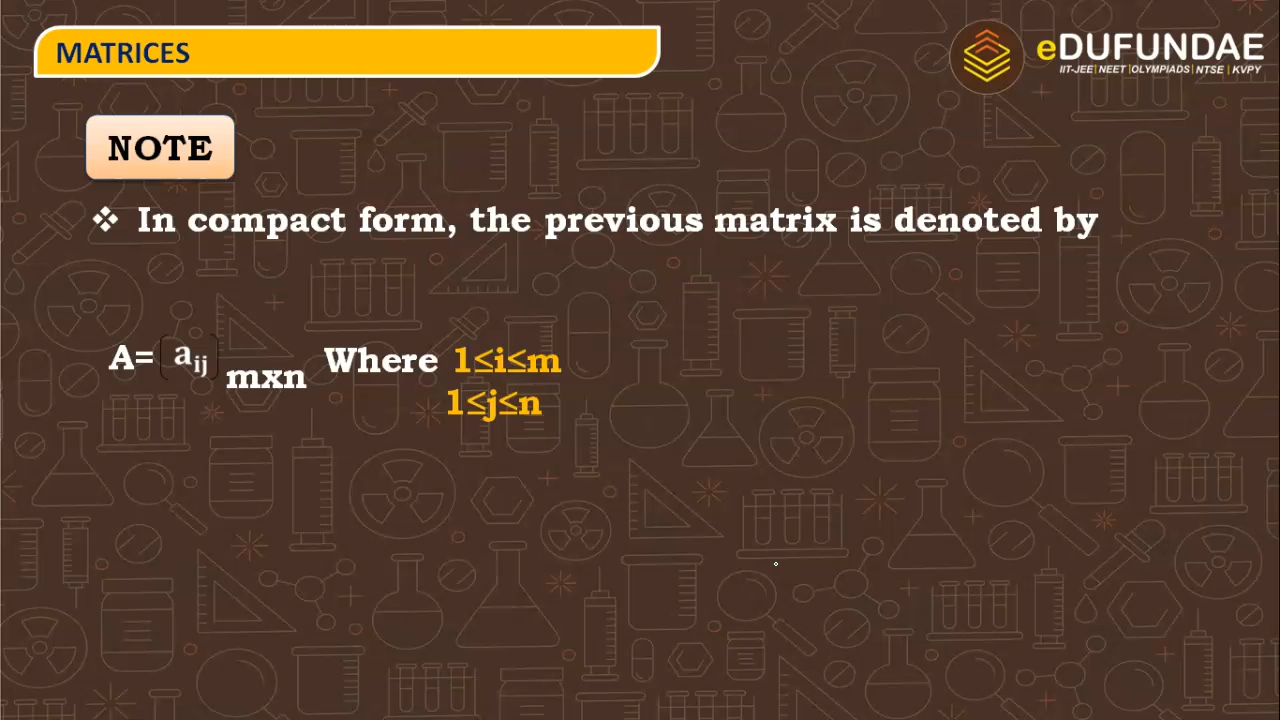 MATRICES
eDUFUNDAE
IIT-JEE| NEET |OLYMPIADS| NTSE | KVPY
NOTE
❖ In compact form, the previous matrix is denoted by
A= [aij] mxn Where 1≤i≤m
1≤j≤n